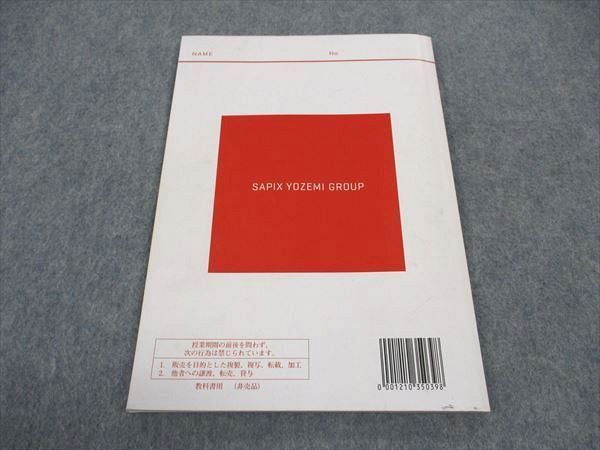 NAME No.
SAPIX YOZEMI GROUP
授業期間の前後を問わず、
次の行為は禁じられています。
1. 販売を目的とした複製、複写、転載、加工
2. 他者への譲渡、転売、貸与
教科書用 (非売品)
0 001210 350398